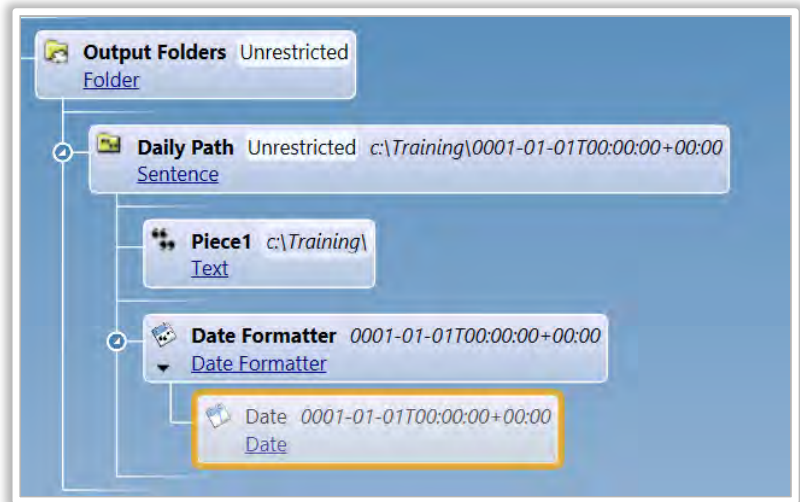 Output Folders Unrestricted
Folder
Daily Path Unrestricted c:\Training\0001-01-01T00:00:00+00:00
Sentence
Piece1 c:\Training\
Text
Date Formatter 0001-01-01T00:00:00+00:00
Date Formatter
Date 0001-01-01T00:00:00+00:00
Date